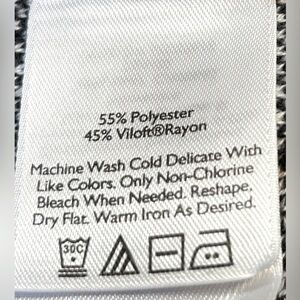 55% Polyester
45% Viloft®Rayon
Machine Wash Cold Delicate With
Like Colors. Only Non-Chlorine
Bleach When Needed. Reshape.
Dry Flat. Warm Iron As Desired.
30C